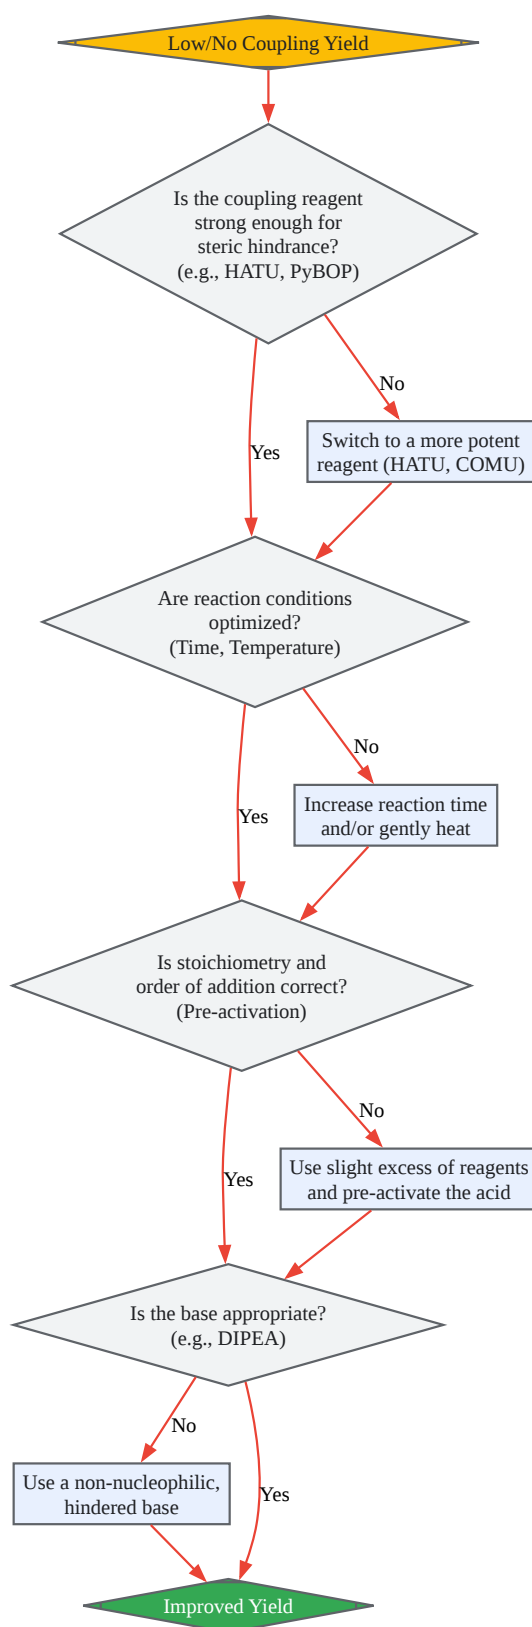 Low/No Coupling Yield
Is the coupling reagent
strong enough for
steric hindrance?
(e.g., HATU, PyBOP)
No
Yes
Switch to a more potent
reagent (HATU, COMU)
Are reaction conditions
optimized?
(Time, Temperature)
No
Yes
Increase reaction time
and/or gently heat
Is stoichiometry and
order of addition correct?
(Pre-activation)
No
Yes
Use slight excess of reagents
and pre-activate the acid
Is the base appropriate?
(e.g., DIPEA)
No
Yes
Use a non-nucleophilic,
hindered base
Improved Yield